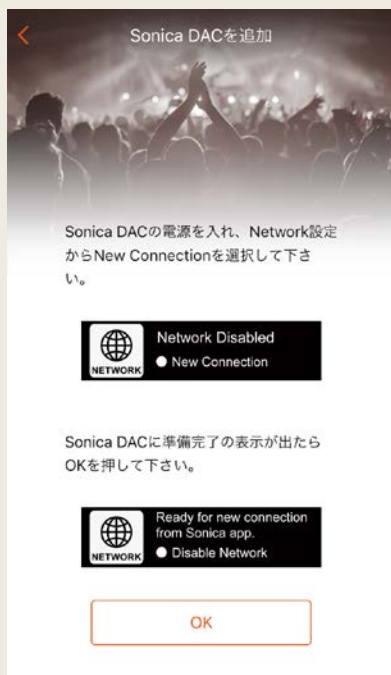 Sonica DACを追加
Sonica DACの電源を入れ、Network設定
からNew Connectionを選択して下さ
い。
Network Disabled
NETWORK
New Connection
Sonica DACに準備完了の表示が出たら
OKを押して下さい。
Ready for new connection
from Sonica app.
NETWORK
Disable Network
OK